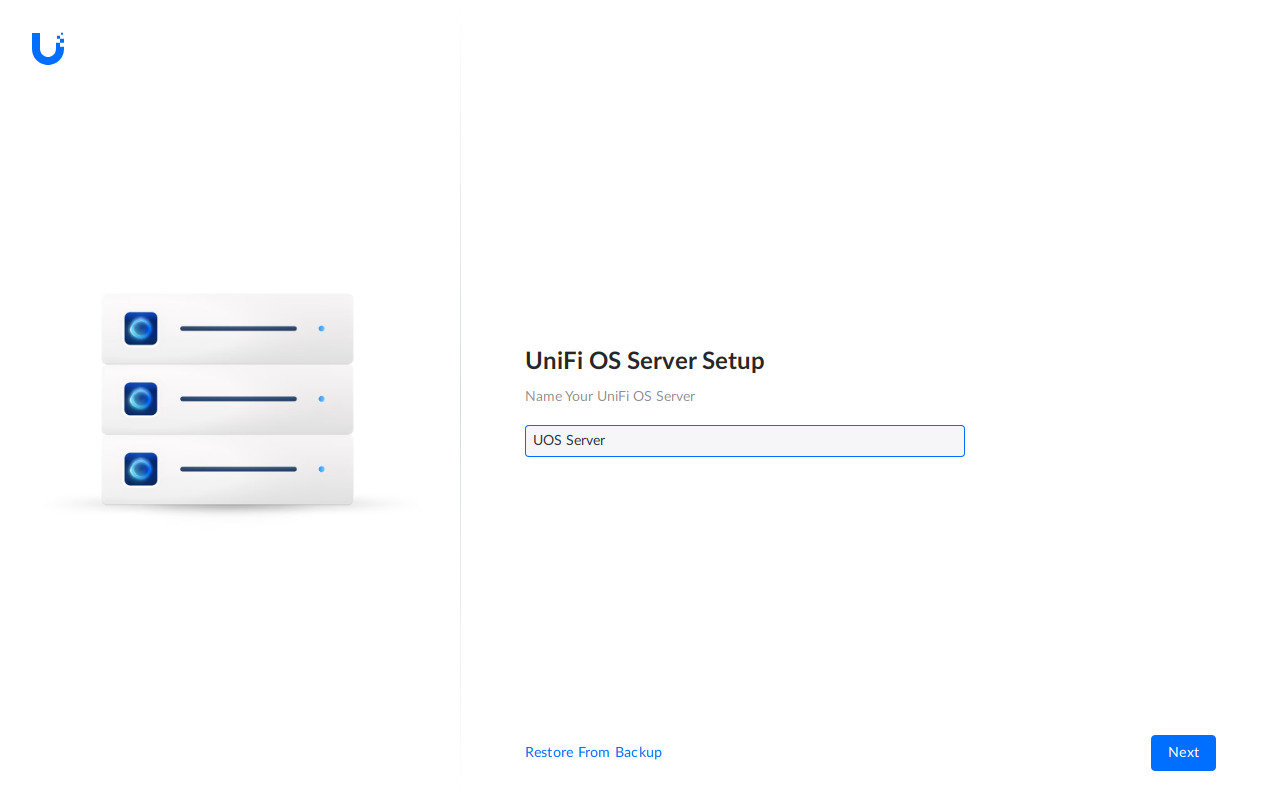 UniFi OS Server Setup
Name Your UniFi OS Server
UOS Server
Restore From Backup
Next